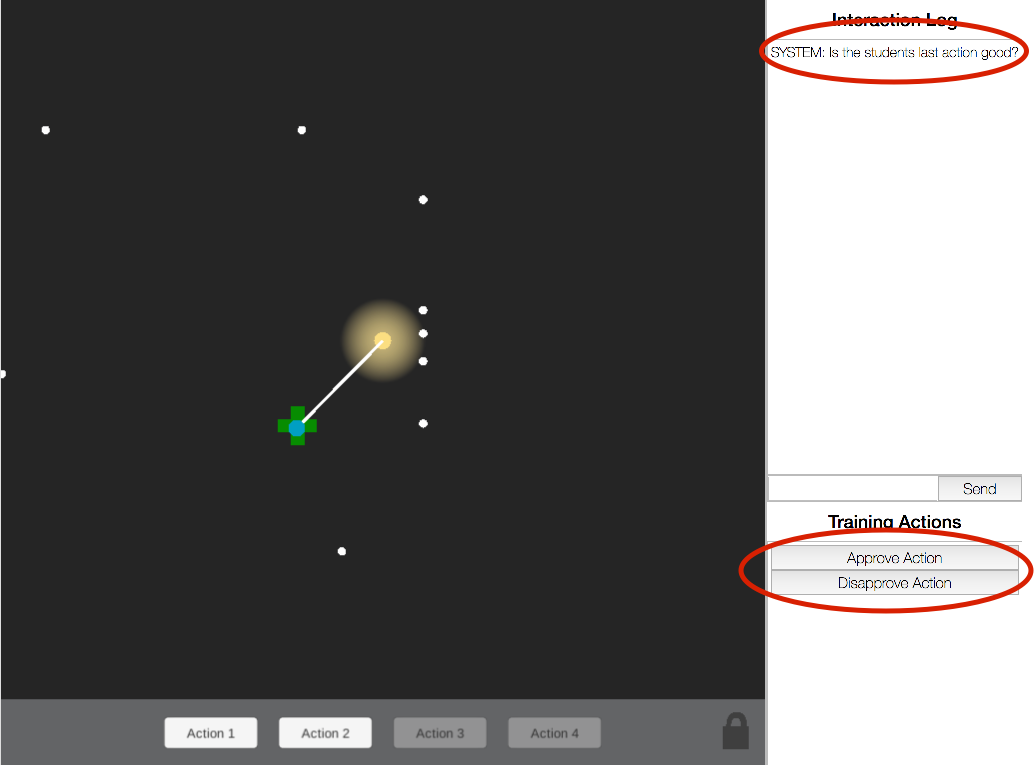 Interaction Log
SYSTEM: Is the students last action good?
Send
Training Actions
Approve Action
Disapprove Action
Action 1
Action 2
Action 3
Action 4